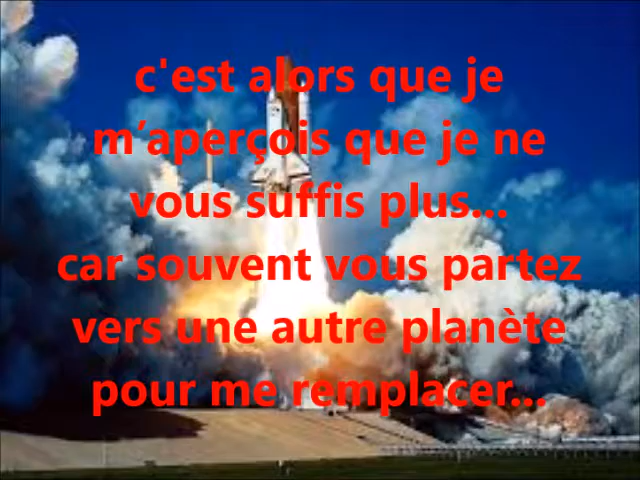 c'est alors que je
m’aperçois que je ne
vous suffis plus...
car souvent vous partez
vers une autre planète
pour me remplacer...